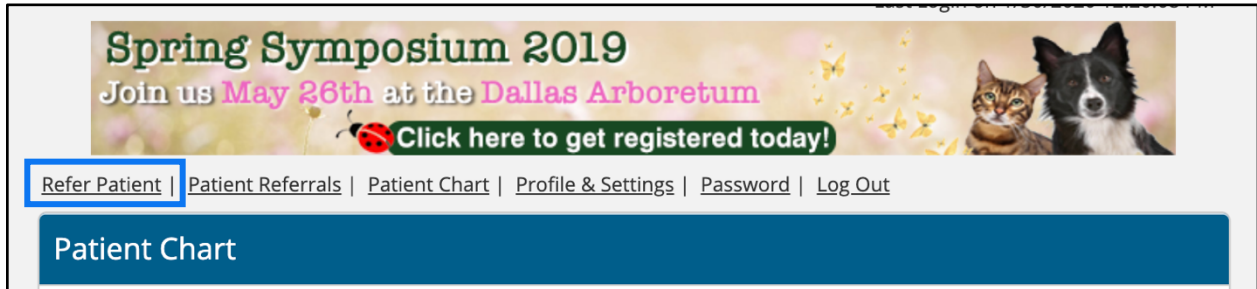 Spring Symposium 2019
Join us May 26th at the Dallas Arboretum
Click here to get registered today!
Refer Patient | Patient Referrals | Patient Chart | Profile & Settings | Password | Log Out
Patient Chart